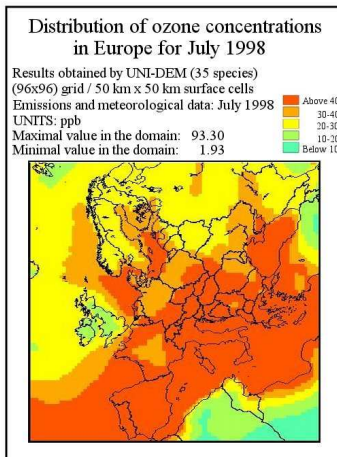 Distribution of ozone concentrations
in Europe for July 1998
Results obtained by UNI-DEM (35 species)
(96x96) grid / 50 km x 50 km surface cells
Emissions and meteorological data: July 1998
UNITS: ppb
Maximal value in the domain: 93.30
Minimal value in the domain: 1.93
Above 40
30-40
20-30
10-20
Below 10